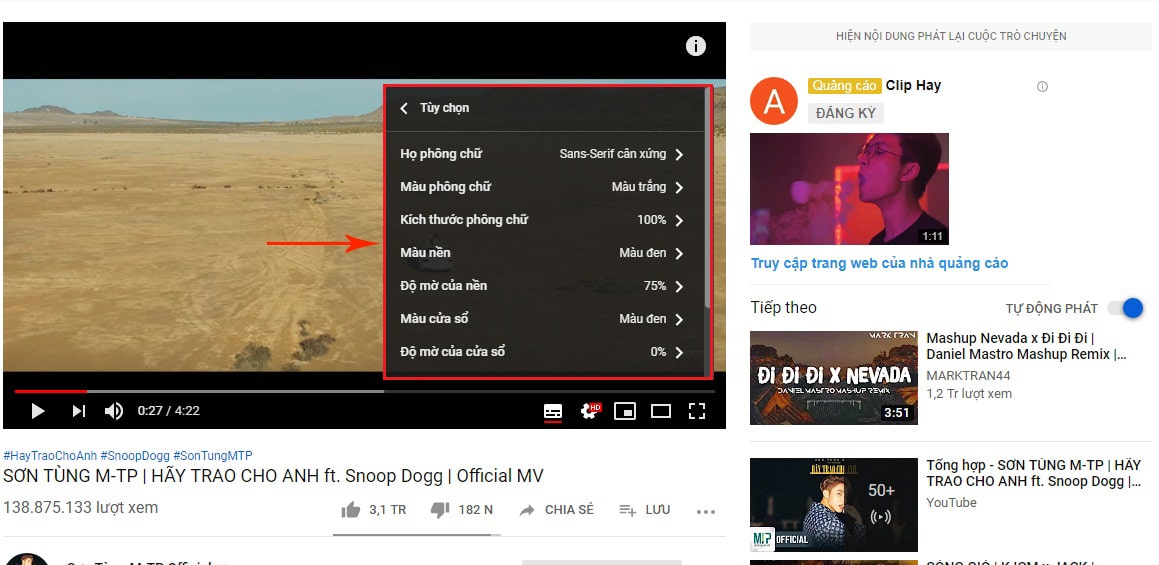 HIỆN NỘI DUNG PHÁT LẠI CUỘC TRÒ CHUYỆN
i
Tùy chọn
Họ phông chữ Sans-Serif cân xứng
Màu phông chữ Màu trắng
Kích thước phông chữ 100%
Màu nền Màu đen
Độ mờ của nền 75%
Màu cửa sổ Màu đen
Độ mờ của cửa sổ 0%
0:27 / 4:22
HD
#HayTraoChoAnh #SnoopDogg #SonTungMTP
SƠN TÙNG M-TP | HÃY TRAO CHO ANH ft. Snoop Dogg | Official MV
138.875.133 lượt xem
3,1 TR 182 N CHIA SẺ LƯU
A
Quảng cáo Clip Hay
ĐĂNG KÝ
1:11
Truy cập trang web của nhà quảng cáo
Tiếp theo TỰ ĐỘNG PHÁT
MARK TRAN
ĐI ĐI ĐI X NEVADA
DANIEL MASTRO MASHUP REMIX
3:51
Mashup Nevada x Đi Đi Đi |
Daniel Mastro Mashup Remix |...
MARKTRAN44
1,2 Tr lượt xem
HÃY TRAO CHO ANH
50+
OFFICIAL
Tổng hợp - SƠN TÙNG M-TP | HÃY
TRAO CHO ANH ft. Snoop Dogg |...
YouTube